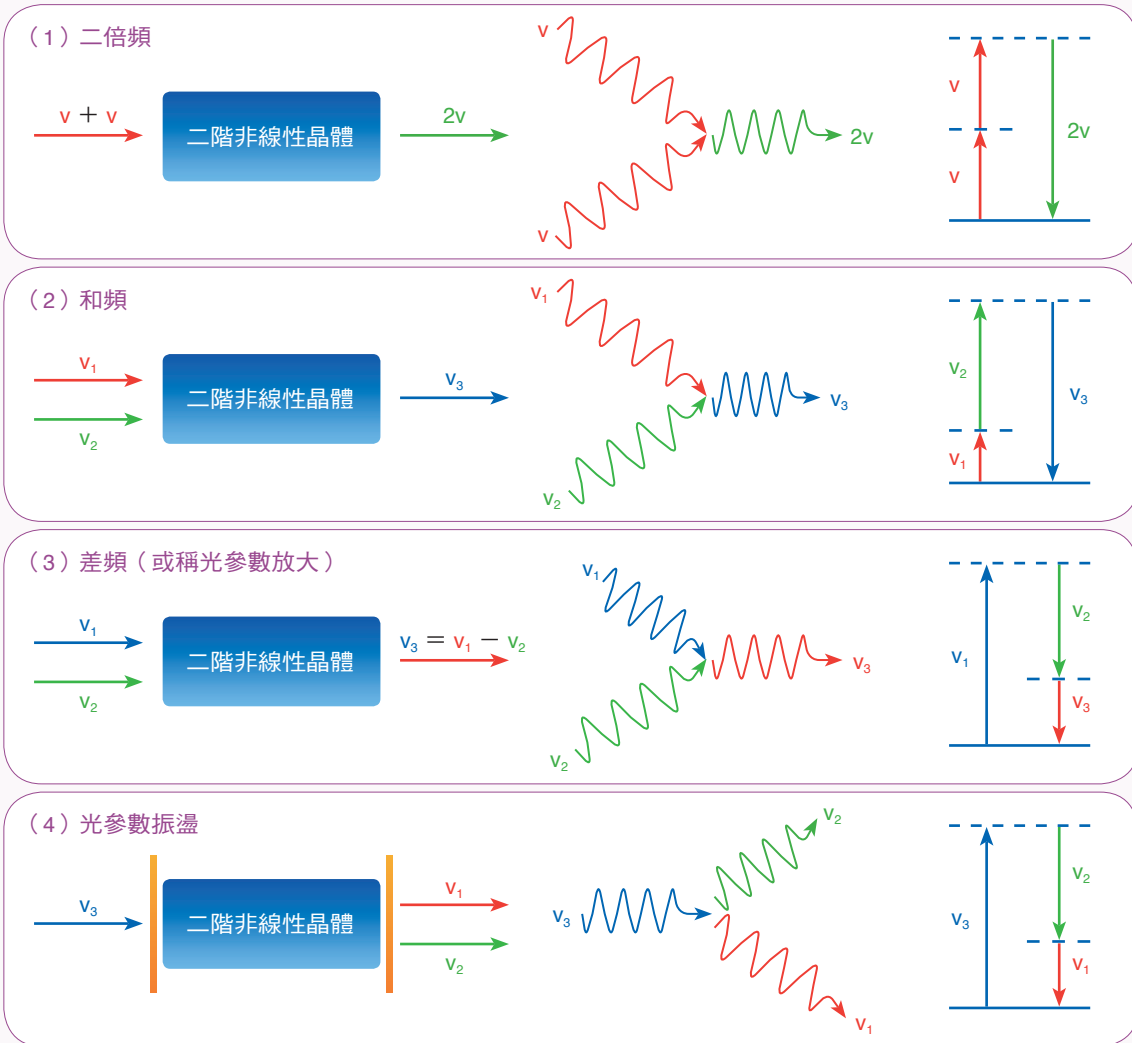 （1）二倍頻
v + v
二階非線性晶體
2v
v
v
2v
v
v
2v
（2）和頻
v₁
v₂
二階非線性晶體
v₃
v₁
v₂
v₃
v₂
v₁
v₃
（3）差頻（或稱光參數放大）
v₁
v₂
二階非線性晶體
v₃ = v₁ − v₂
v₁
v₂
v₃
v₁
v₂
v₃
（4）光參數振盪
v₃
二階非線性晶體
v₁
v₂
v₃
v₂
v₁
v₃
v₂
v₁